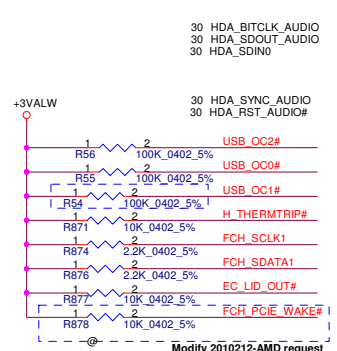 30 HDA_BITCLK_AUDIO
30 HDA_SDOUT_AUDIO
30 HDA_SDIN0
30 HDA_SYNC_AUDIO
30 HDA_RST_AUDIO#
+3VALW
1 2 USB_OC2#
R56 100K_0402_5%
1 2 USB_OC0#
R55 100K_0402_5%
1 2 USB_OC1#
R54 100K_0402_5%
1 2 H_THERMTRIP#
R871 10K_0402_5%
1 2 FCH_SCLK1
R874 2.2K_0402_5%
1 2 FCH_SDATA1
R876 2.2K_0402_5%
1 2 EC_LID_OUT#
R877 10K_0402_5%
1 2 FCH_PCIE_WAKE#
R878 10K_0402_5%
@
Modify 2010212-AMD request